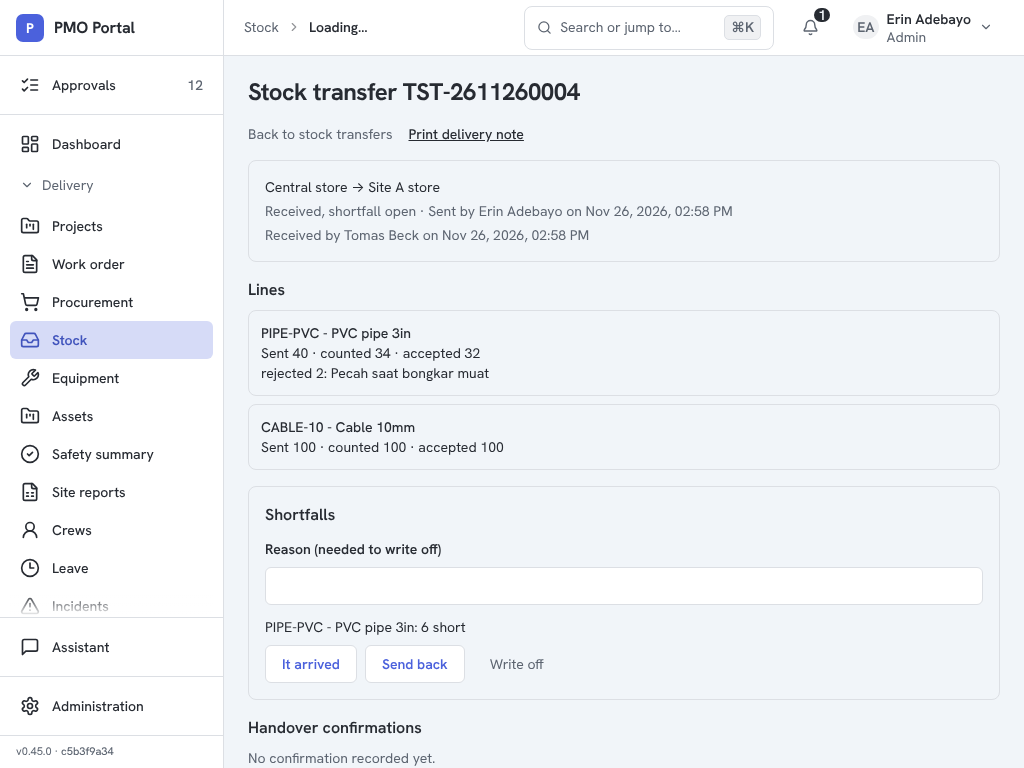 P PMO Portal
Stock > Loading...
Search or jump to... ⌘K
1
EA Erin Adebayo
Admin
Approvals 12
Dashboard
Delivery
Projects
Work order
Procurement
Stock
Equipment
Assets
Safety summary
Site reports
Crews
Leave
Incidents
Assistant
Administration
v0.45.0 · c5b3f9a34
Stock transfer TST-2611260004
Back to stock transfers Print delivery note
Central store → Site A store
Received, shortfall open · Sent by Erin Adebayo on Nov 26, 2026, 02:58 PM
Received by Tomas Beck on Nov 26, 2026, 02:58 PM
Lines
PIPE-PVC - PVC pipe 3in
Sent 40 · counted 34 · accepted 32
rejected 2: Pecah saat bongkar muat
CABLE-10 - Cable 10mm
Sent 100 · counted 100 · accepted 100
Shortfalls
Reason (needed to write off)
PIPE-PVC - PVC pipe 3in: 6 short
It arrived Send back Write off
Handover confirmations
No confirmation recorded yet.